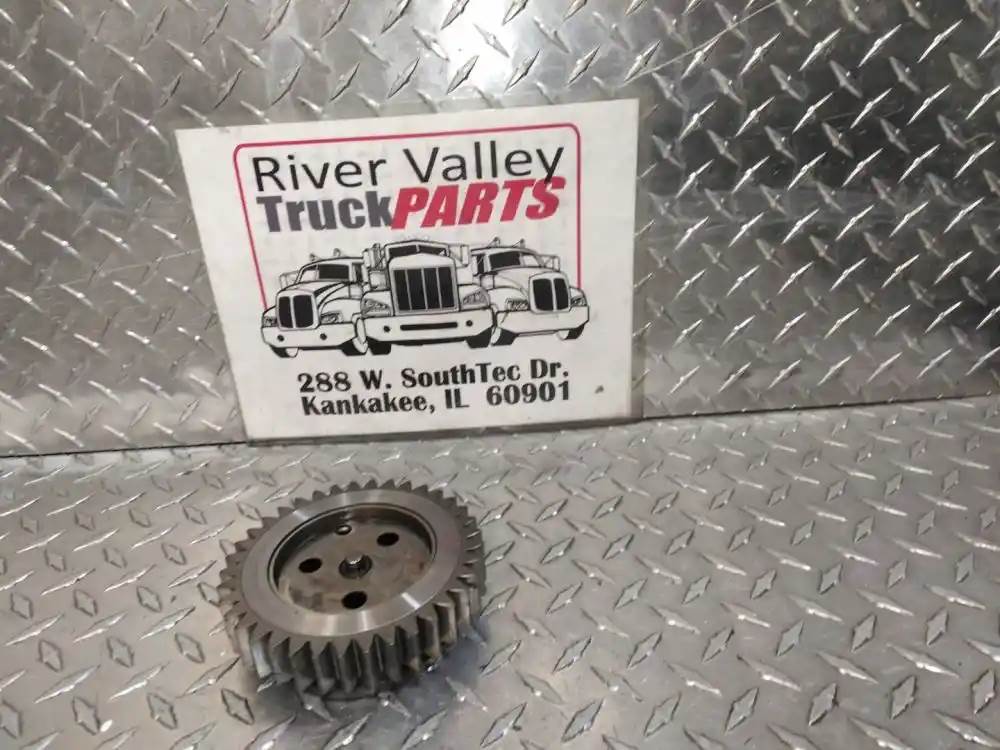 River Valley
TruckPARTS
288 W. SouthTec Dr.
Kankakee, IL 60901